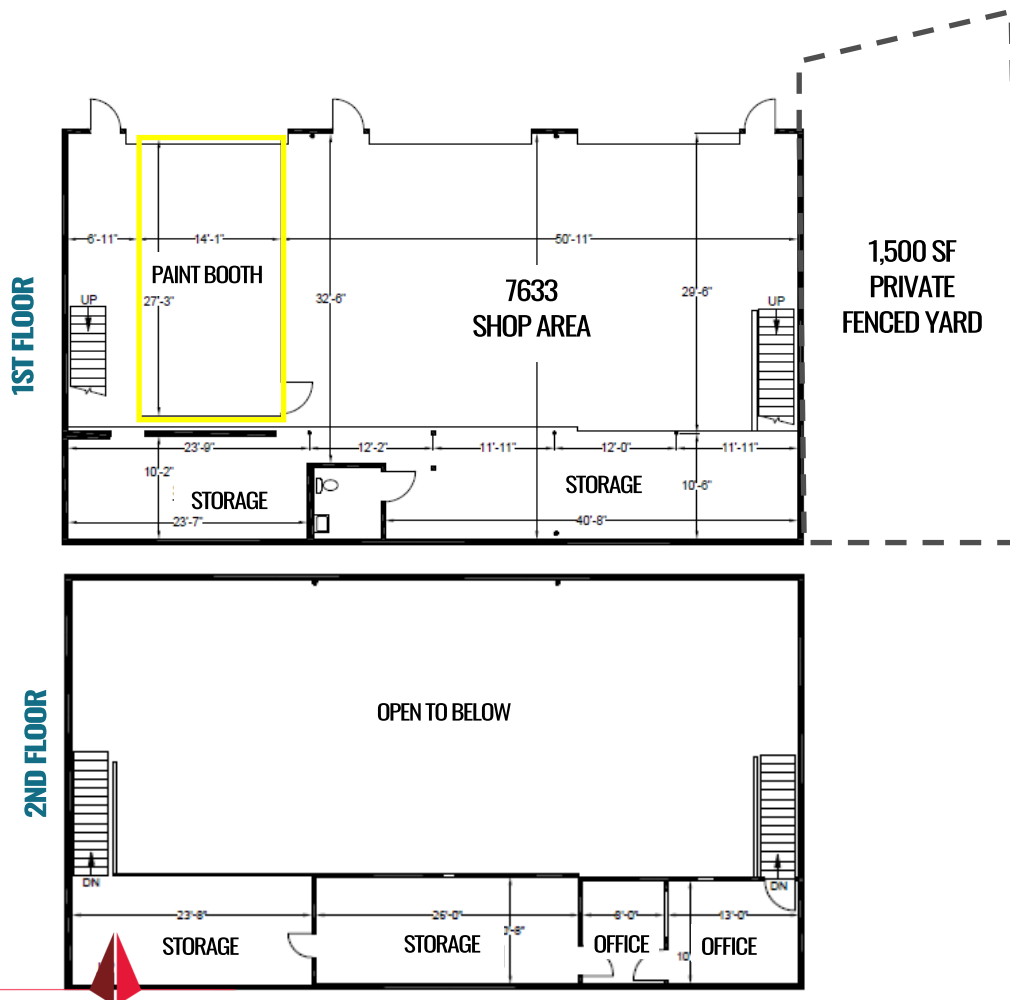 1ST FLOOR
6'-11"
14'-1"
50'-11"
PAINT BOOTH
27'-3"
32'-6"
7633
SHOP AREA
29'-6"
UP
UP
1,500 SF
PRIVATE
FENCED YARD
23'-9"
12'-2"
11'-11"
12'-0"
11'-11"
10'-2"
STORAGE
STORAGE
10'-6"
23'-7"
40'-8"
2ND FLOOR
OPEN TO BELOW
DN
DN
23'-8"
26'-0"
8'-0"
13'-0"
STORAGE
STORAGE
OFFICE
OFFICE
10